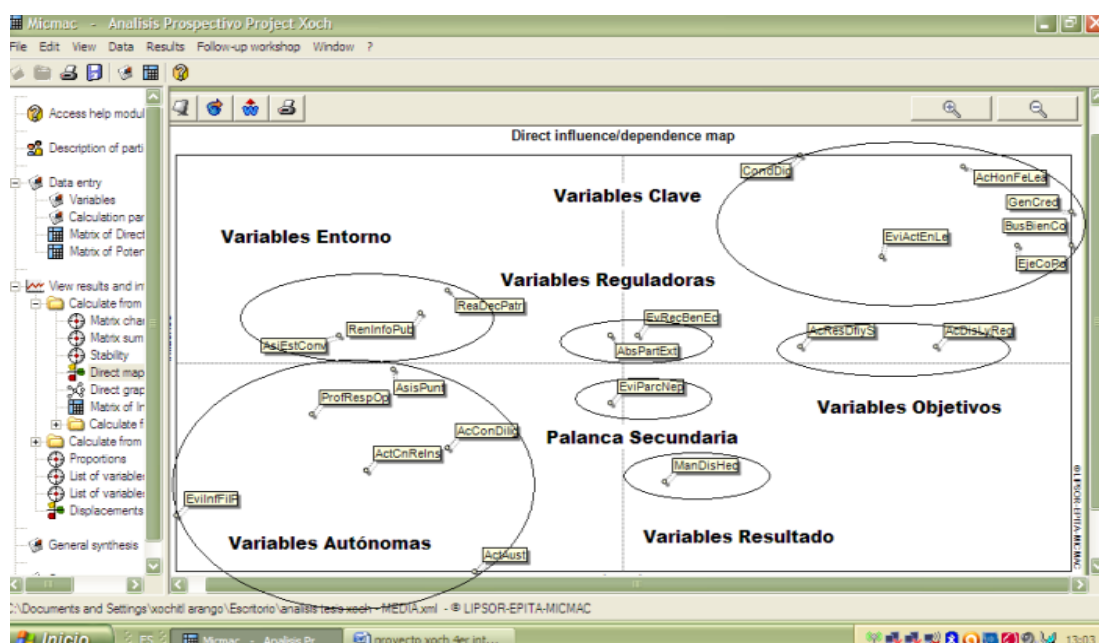 Micmac - Analisis Prospectivo Project Xoch
File Edit View Data Results Follow-up workshop Window ?
Access help modul
Description of parti
Data entry
Variables
Calculation par
Matrix of Direct
Matrix of Poter
View results and in
Calculate from
Matrix char
Matrix sum
Stability
Direct map
Direct grap
Matrix of In
Calculate f
Calculate from
Proportions
List of variable
List of variable
Displacements
General synthesis
Direct influence/dependence map
CondDig
AcHonFeLea
Variables Clave
GenCred
BusBienCo
Variables Entorno
EviActEnLe
EjeCoRe
Variables Reguladoras
ReaDecPatr
RenInfoPub
EvRecBenEc
AsiEstConv
AbsPartExt
AcResDfiyS
AcDisLyReg
AsisPunt
EviParcNep
ProfRespOp
Variables Objetivos
AcConDilig
Palanca Secundaria
ActCnReIns
ManDisHec
EviInfFilP
Variables Autónomas
Variables Resultado
ActAust
© LIPSOR-EPITA-MICMAC
C:\Documents and Settings\xochitl arango\Escritorio\analisis tesis xoch - MEDIA.xml - © LIPSOR-EPITA-MICMAC
Inicio
ES
Micmac - Analisis Pr...
proyecto xoch 4er int...
13:03